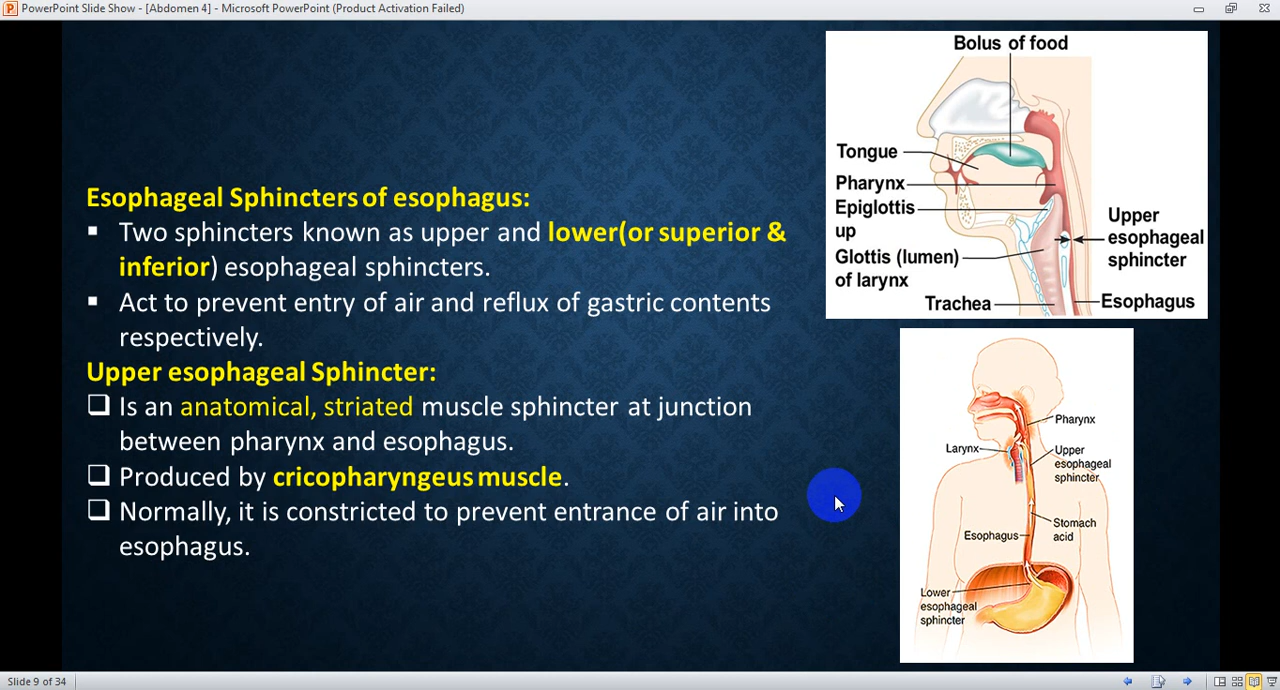 PowerPoint Slide Show - [Abdomen 4] - Microsoft PowerPoint (Product Activation Failed)
Esophageal Sphincters of esophagus:
▪ Two sphincters known as upper and lower(or superior &
inferior) esophageal sphincters.
▪ Act to prevent entry of air and reflux of gastric contents
respectively.
Upper esophageal Sphincter:
❑ Is an anatomical, striated muscle sphincter at junction
between pharynx and esophagus.
❑ Produced by cricopharyngeus muscle.
❑ Normally, it is constricted to prevent entrance of air into
esophagus.
Bolus of food
Tongue
Pharynx
Epiglottis
up
Glottis (lumen)
of larynx
Trachea
Upper
esophageal
sphincter
Esophagus
Pharynx
Larynx
Upper
esophageal
sphincter
Stomach
acid
Esophagus
Lower
esophageal
sphincter
Slide 9 of 34